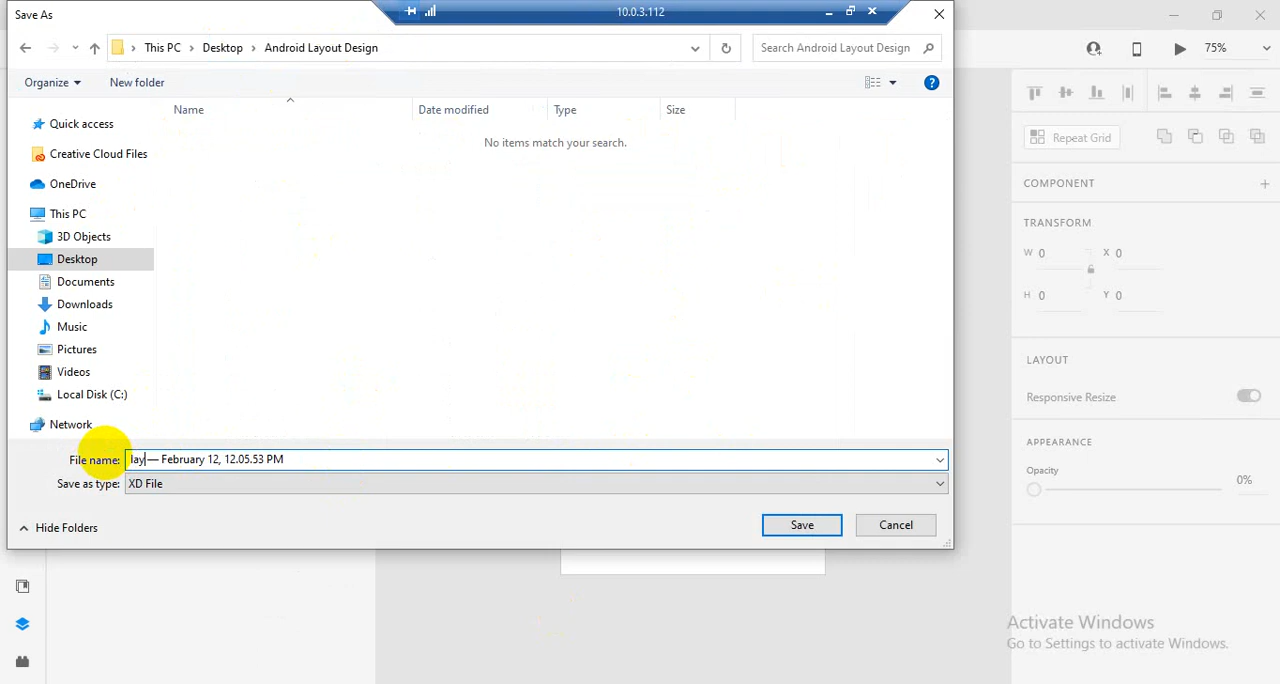 Save As
10.0.3.112
75%
This PC
Desktop
Android Layout Design
Search Android Layout Design
Organize
New folder
?
Name
Date modified
Type
Size
No items match your search.
Quick access
Creative Cloud Files
OneDrive
This PC
3D Objects
Desktop
Documents
Downloads
Music
Pictures
Videos
Local Disk (C:)
Network
File name:
lay — February 12, 12.05.53 PM
Save as type:
XD File
Hide Folders
Save
Cancel
Repeat Grid
COMPONENT
TRANSFORM
W 0
X 0
H 0
Y 0
LAYOUT
Responsive Resize
APPEARANCE
Opacity
0%
Activate Windows
Go to Settings to activate Windows.